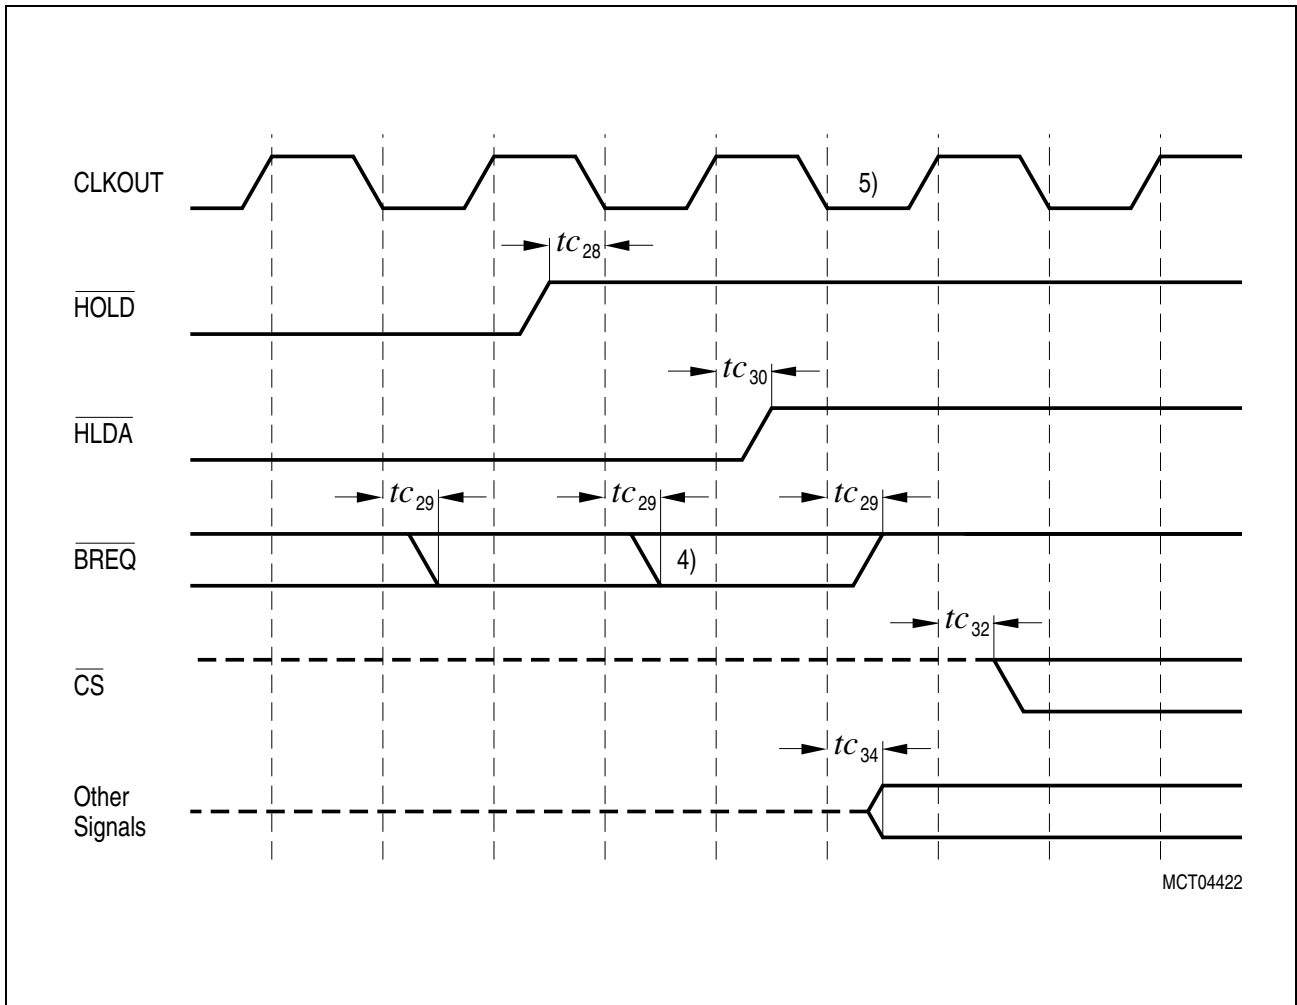 CLKOUT
5)
tc28
HOLD
tc30
HLDA
tc29 tc29 tc29
BREQ
4)
tc32
CS
tc34
Other
Signals
MCT04422